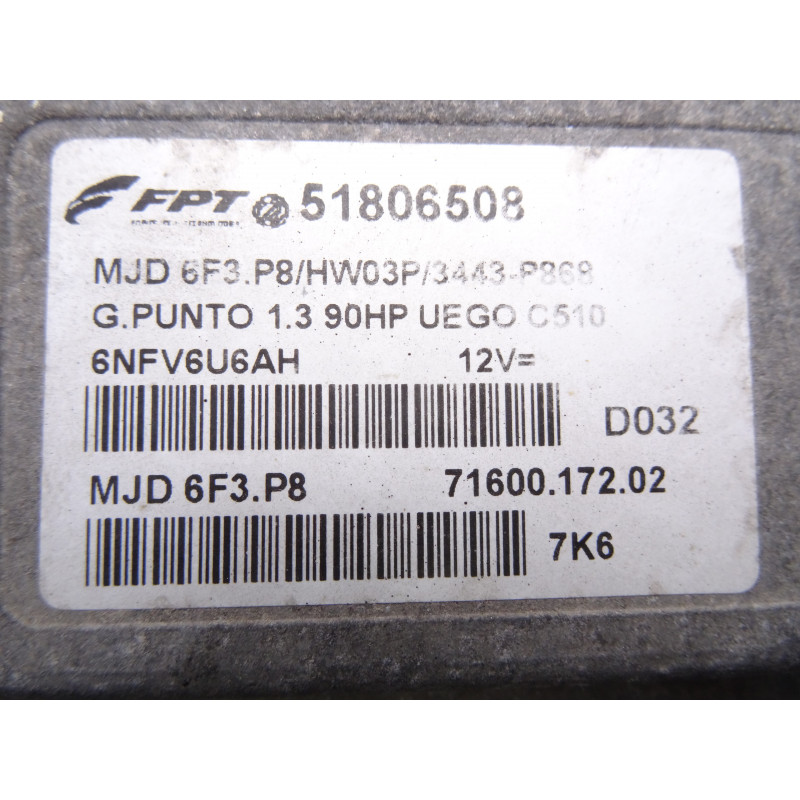 FPT 51806508
MJD 6F3.P8/HW03P/3443-P868
G.PUNTO 1.3 90HP UEGO C510
6NFV6U6AH 12V=
D032
MJD 6F3.P8 71600.172.02
7K6